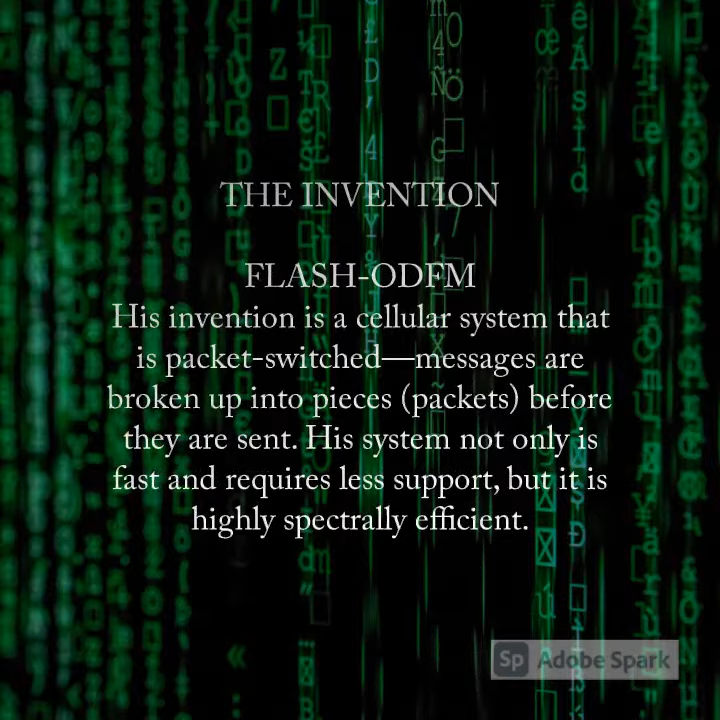 THE INVENTION
FLASH-ODFM
His invention is a cellular system that
is packet-switched—messages are
broken up into pieces (packets) before
they are sent. His system not only is
fast and requires less support, but it is
highly spectrally efficient.
Sp Adobe Spark